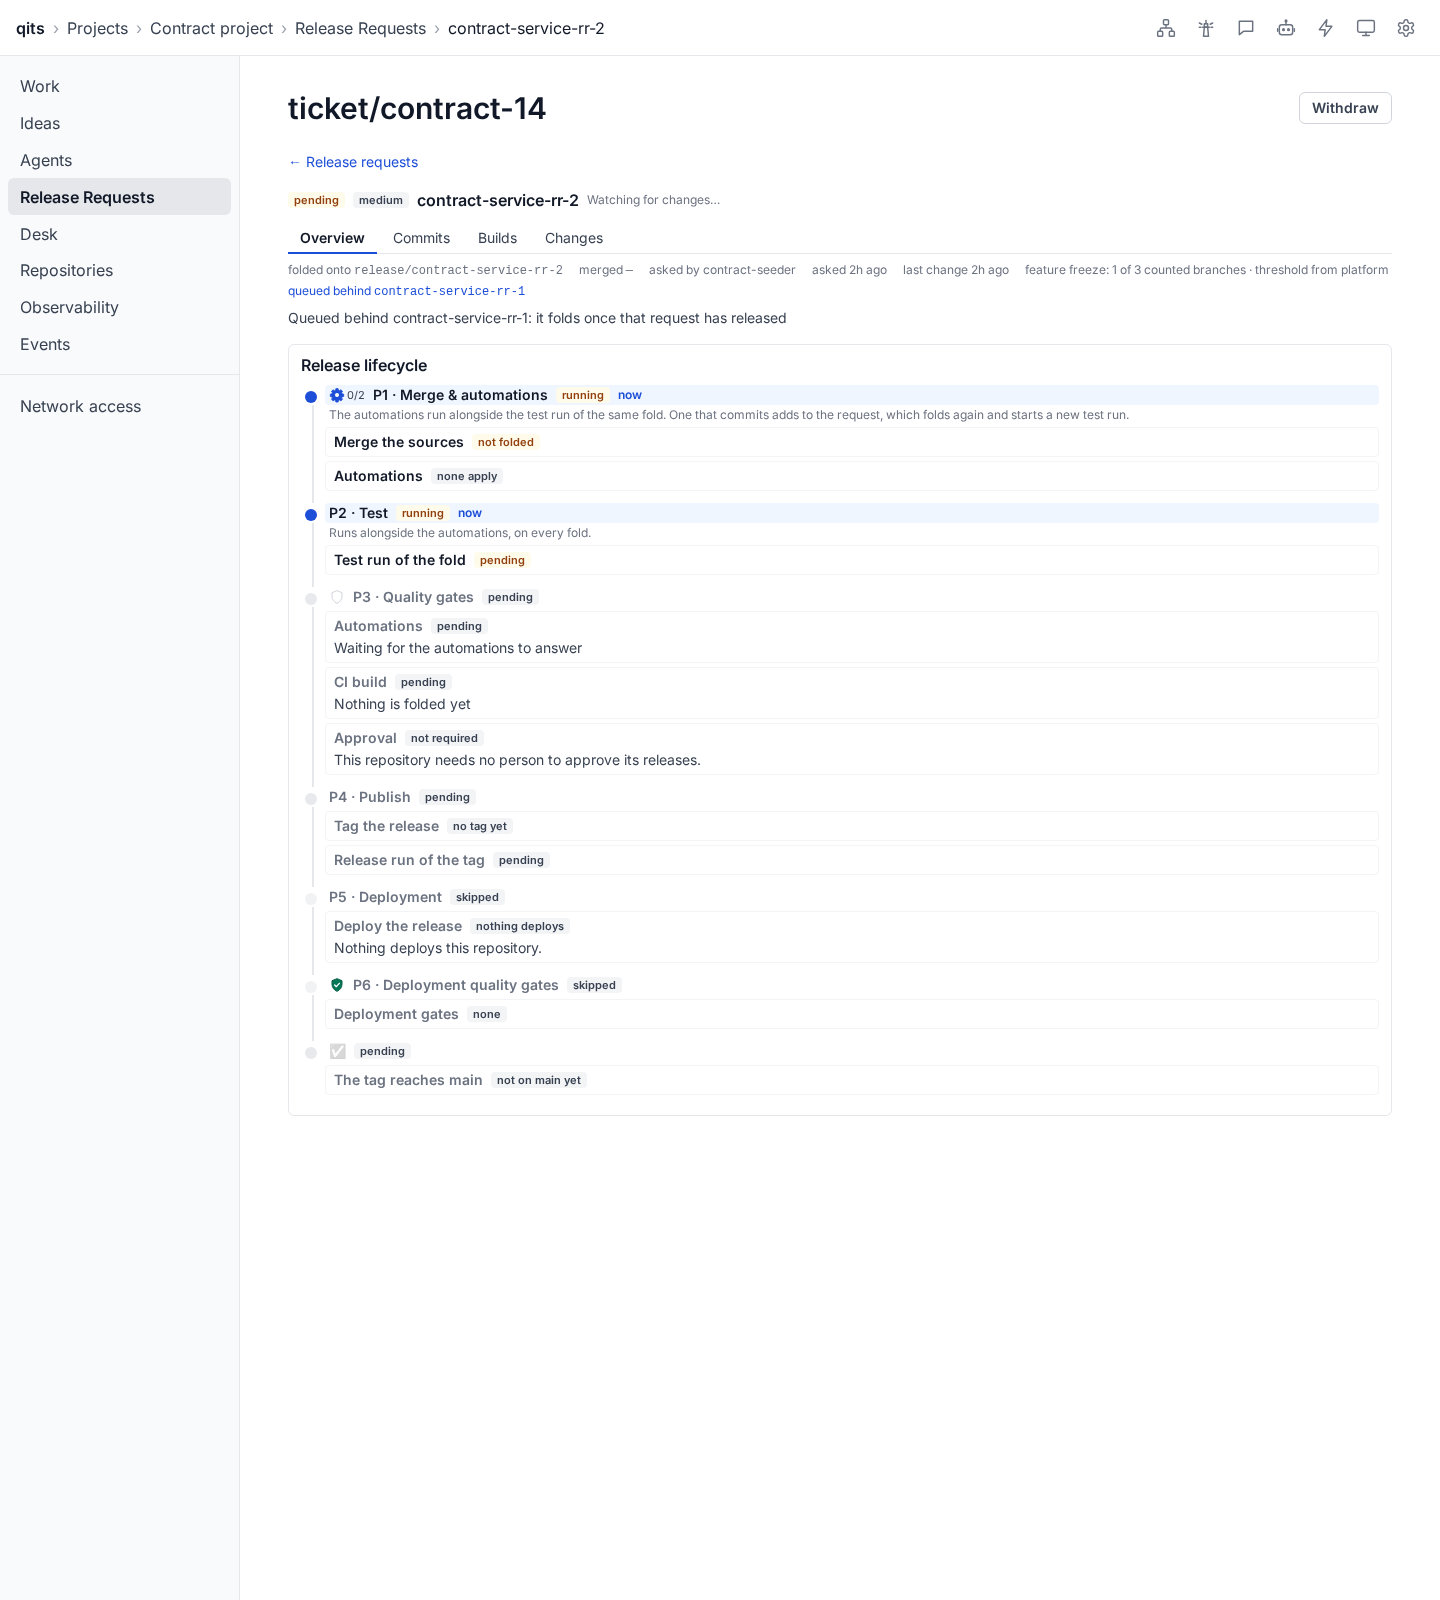 qits › Projects › Contract project › Release Requests › contract-service-rr-2
Work
Ideas
Agents
Release Requests
Desk
Repositories
Observability
Events
Network access
ticket/contract-14
Withdraw
← Release requests
pending medium contract-service-rr-2 Watching for changes...
Overview Commits Builds Changes
folded onto release/contract-service-rr-2 merged — asked by contract-seeder asked 2h ago last change 2h ago feature freeze: 1 of 3 counted branches · threshold from platform
queued behind contract-service-rr-1
Queued behind contract-service-rr-1: it folds once that request has released
Release lifecycle
0/2 P1 · Merge & automations running now
The automations run alongside the test run of the same fold. One that commits adds to the request, which folds again and starts a new test run.
Merge the sources not folded
Automations none apply
P2 · Test running now
Runs alongside the automations, on every fold.
Test run of the fold pending
P3 · Quality gates pending
Automations pending
Waiting for the automations to answer
CI build pending
Nothing is folded yet
Approval not required
This repository needs no person to approve its releases.
P4 · Publish pending
Tag the release no tag yet
Release run of the tag pending
P5 · Deployment skipped
Deploy the release nothing deploys
Nothing deploys this repository.
P6 · Deployment quality gates skipped
Deployment gates none
pending
The tag reaches main not on main yet